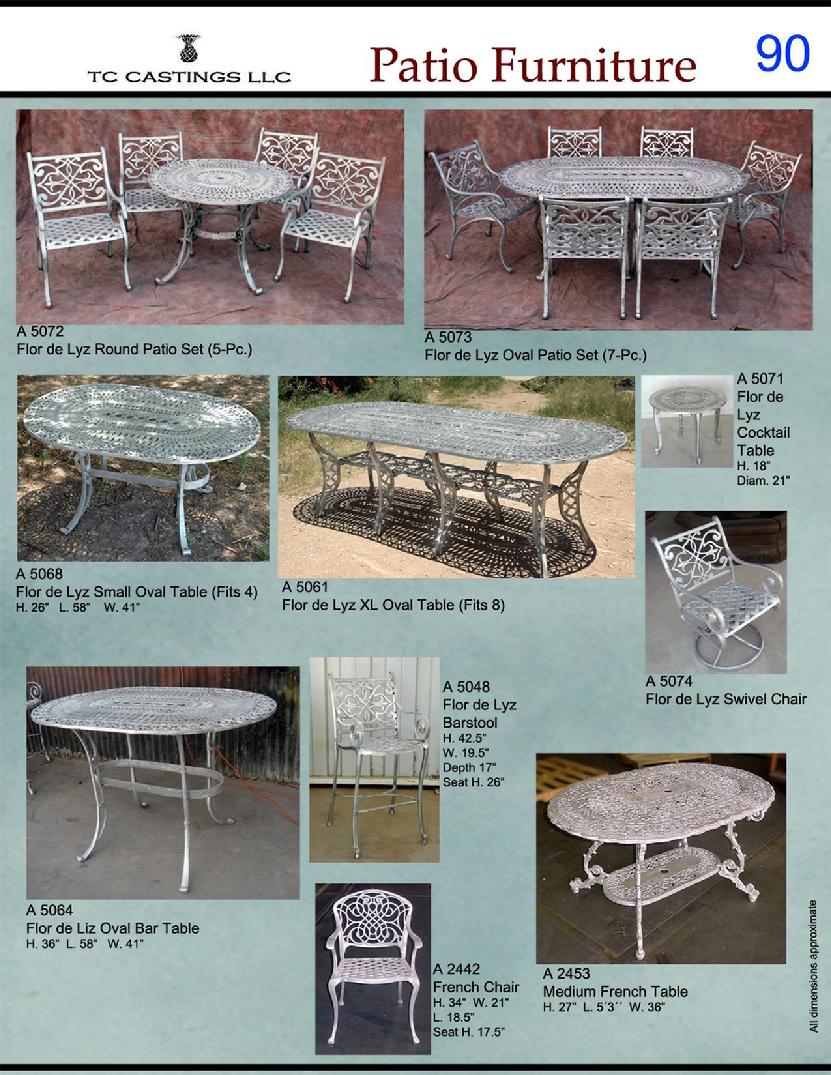 TC CASTINGS LLC
Patio Furniture
90
A 5072
Flor de Lyz Round Patio Set (5-Pc.)
A 5073
Flor de Lyz Oval Patio Set (7-Pc.)
A 5071
Flor de
Lyz
Cocktail
Table
H. 18"
Diam. 21"
A 5068
Flor de Lyz Small Oval Table (Fits 4)
H. 26" L. 58" W. 41"
A 5061
Flor de Lyz XL Oval Table (Fits 8)
A 5074
Flor de Lyz Swivel Chair
A 5048
Flor de Lyz
Barstool
H. 42.5"
W. 19.5"
Depth 17"
Seat H. 26"
A 5064
Flor de Liz Oval Bar Table
H. 36" L. 58" W. 41"
A 2442
French Chair
H. 34" W. 21"
L. 18.5"
Seat H. 17.5"
A 2453
Medium French Table
H. 27" L. 5´3´´ W. 36"
All dimensions approximate